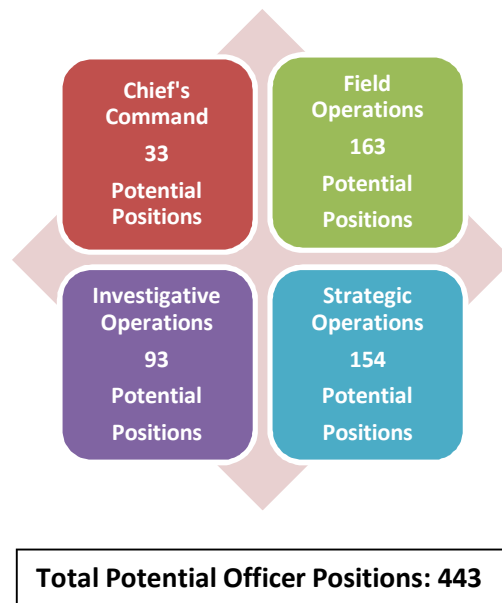 Chief's
Command
33
Potential
Positions
Field
Operations
163
Potential
Positions
Investigative
Operations
93
Potential
Positions
Strategic
Operations
154
Potential
Positions
Total Potential Officer Positions: 443